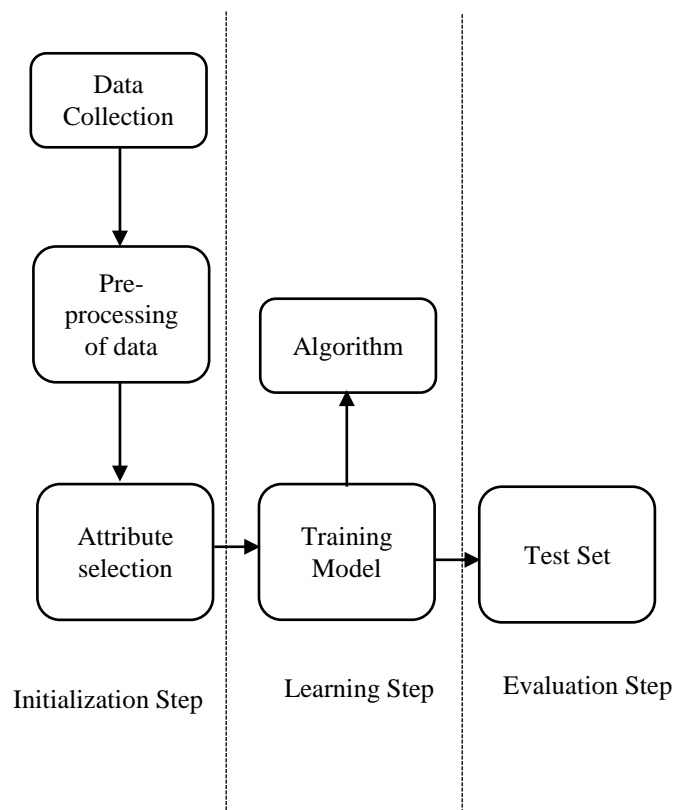 Data
Collection
Pre-
processing
of data
Attribute
selection
Initialization Step
Algorithm
Training
Model
Learning Step
Test Set
Evaluation Step